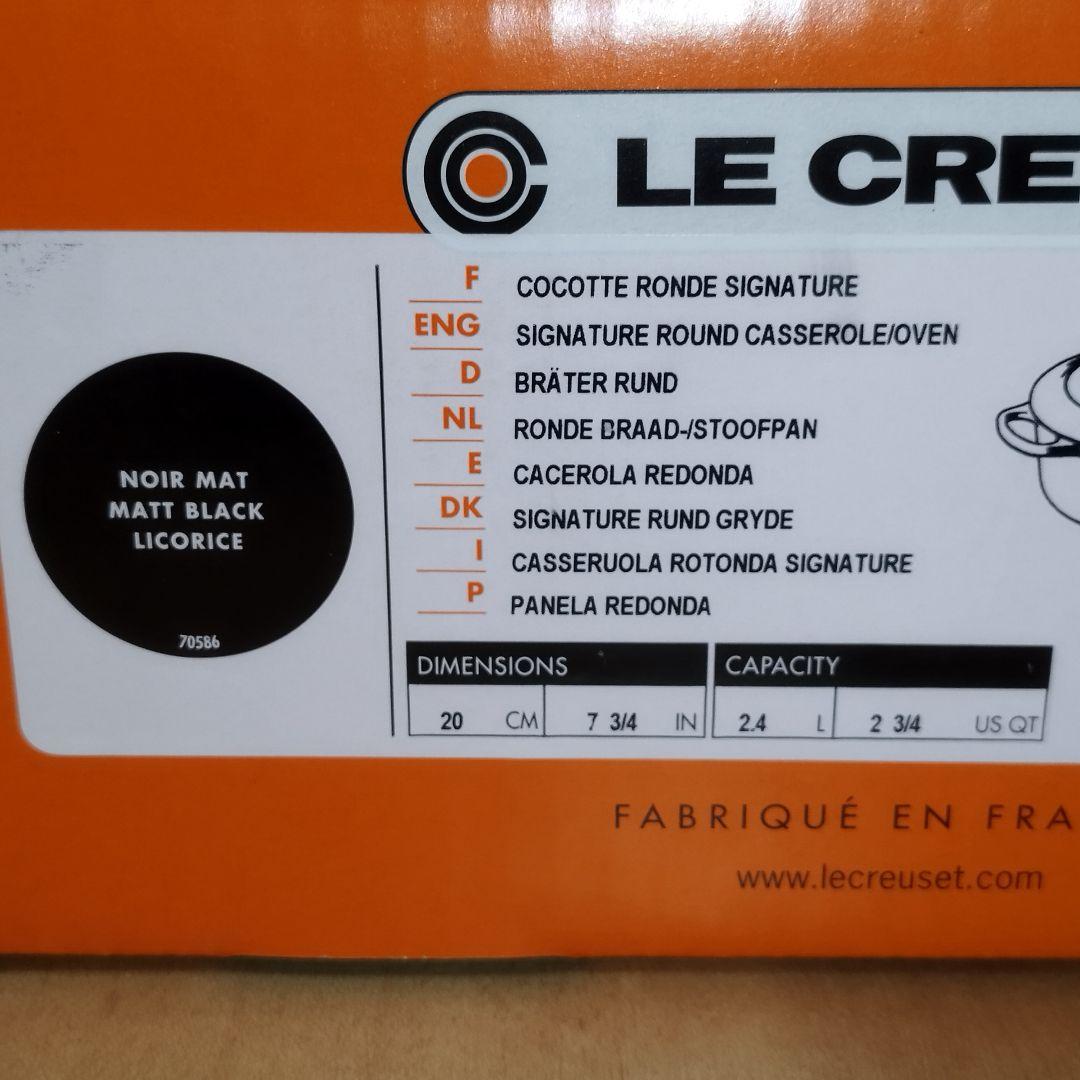 LE CRE
F COCOTTE RONDE SIGNATURE
ENG SIGNATURE ROUND CASSEROLE/OVEN
D BRÄTER RUND
NL RONDE BRAAD-/STOOFPAN
E CACEROLA REDONDA
DK SIGNATURE RUND GRYDE
I CASSERUOLA ROTONDA SIGNATURE
P PANELA REDONDA
NOIR MAT
MATT BLACK
LICORICE
70586
DIMENSIONS CAPACITY
20 CM 7 3/4 IN 2.4 L 2 3/4 US QT
FABRIQUÉ EN FRA
www.lecreuset.com